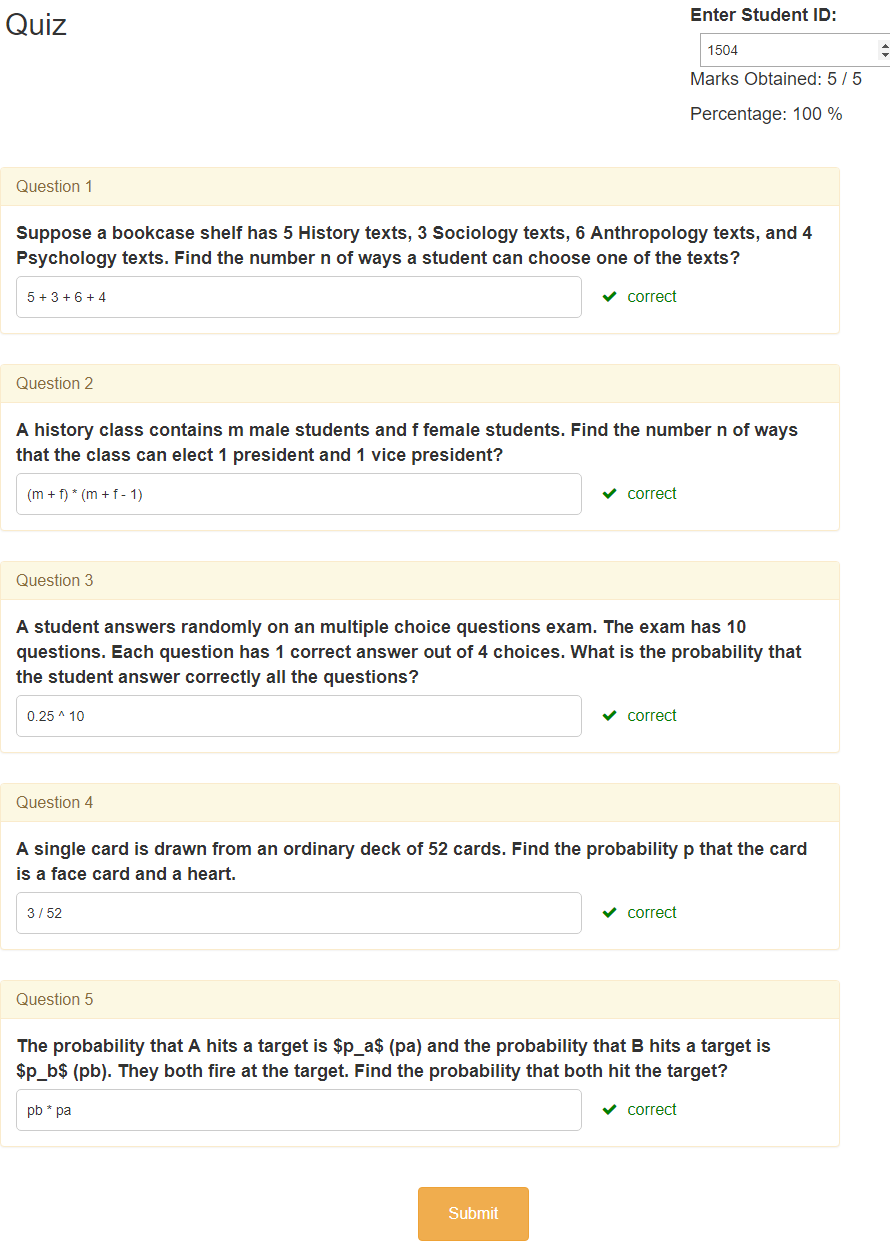 Quiz
Enter Student ID:
1504
Marks Obtained: 5 / 5
Percentage: 100 %
Question 1
Suppose a bookcase shelf has 5 History texts, 3 Sociology texts, 6 Anthropology texts, and 4
Psychology texts. Find the number n of ways a student can choose one of the texts?
5 + 3 + 6 + 4
correct
Question 2
A history class contains m male students and f female students. Find the number n of ways
that the class can elect 1 president and 1 vice president?
(m + f) * (m + f - 1)
correct
Question 3
A student answers randomly on an multiple choice questions exam. The exam has 10
questions. Each question has 1 correct answer out of 4 choices. What is the probability that
the student answer correctly all the questions?
0.25 ^ 10
correct
Question 4
A single card is drawn from an ordinary deck of 52 cards. Find the probability p that the card
is a face card and a heart.
3 / 52
correct
Question 5
The probability that A hits a target is $p_a$ (pa) and the probability that B hits a target is
$p_b$ (pb). They both fire at the target. Find the probability that both hit the target?
pb * pa
correct
Submit